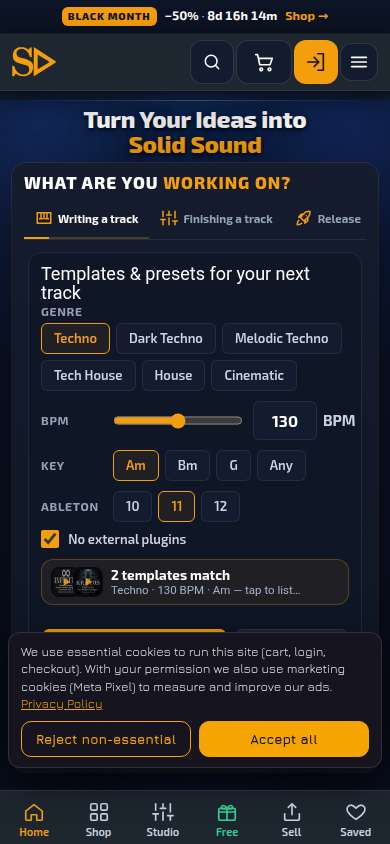 BLACK MONTH −50% · 8d 16h 14m Shop →
S
Turn Your Ideas into
Solid Sound
WHAT ARE YOU WORKING ON?
Writing a track Finishing a track Release
Templates & presets for your next
track
GENRE
Techno Dark Techno Melodic Techno
Tech House House Cinematic
BPM 130 BPM
KEY Am Bm G Any
ABLETON 10 11 12
No external plugins
2 templates match
Techno · 130 BPM · Am — tap to list...
We use essential cookies to run this site (cart, login,
checkout). With your permission we also use marketing
cookies (Meta Pixel) to measure and improve our ads.
Privacy Policy
Reject non-essential Accept all
Home Shop Studio Free Sell Saved